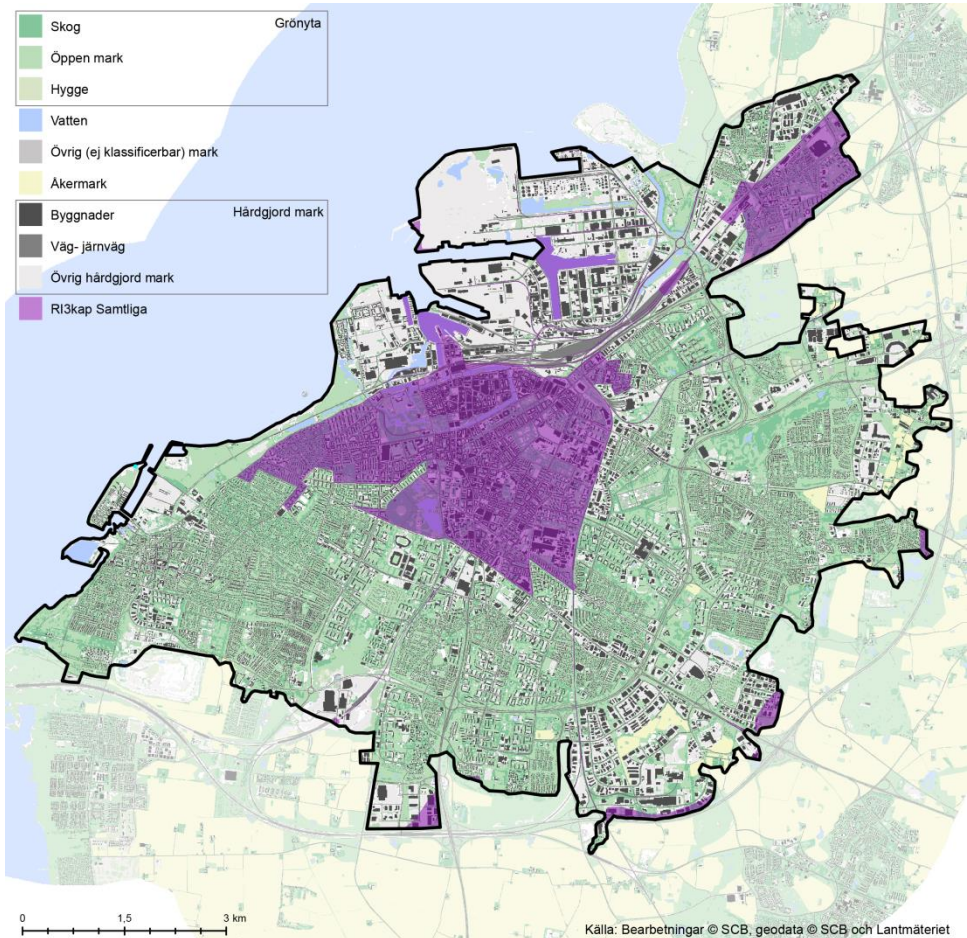 Skog
Grönyta
Öppen mark
Hygge
Vatten
Övrig (ej klassificerbar) mark
Åkermark
Byggnader
Hårdgjord mark
Väg- järnväg
Övrig hårdgjord mark
RI3kap Samtliga
0 1,5 3 km
Källa: Bearbetningar © SCB, geodata © SCB och Lantmäteriet